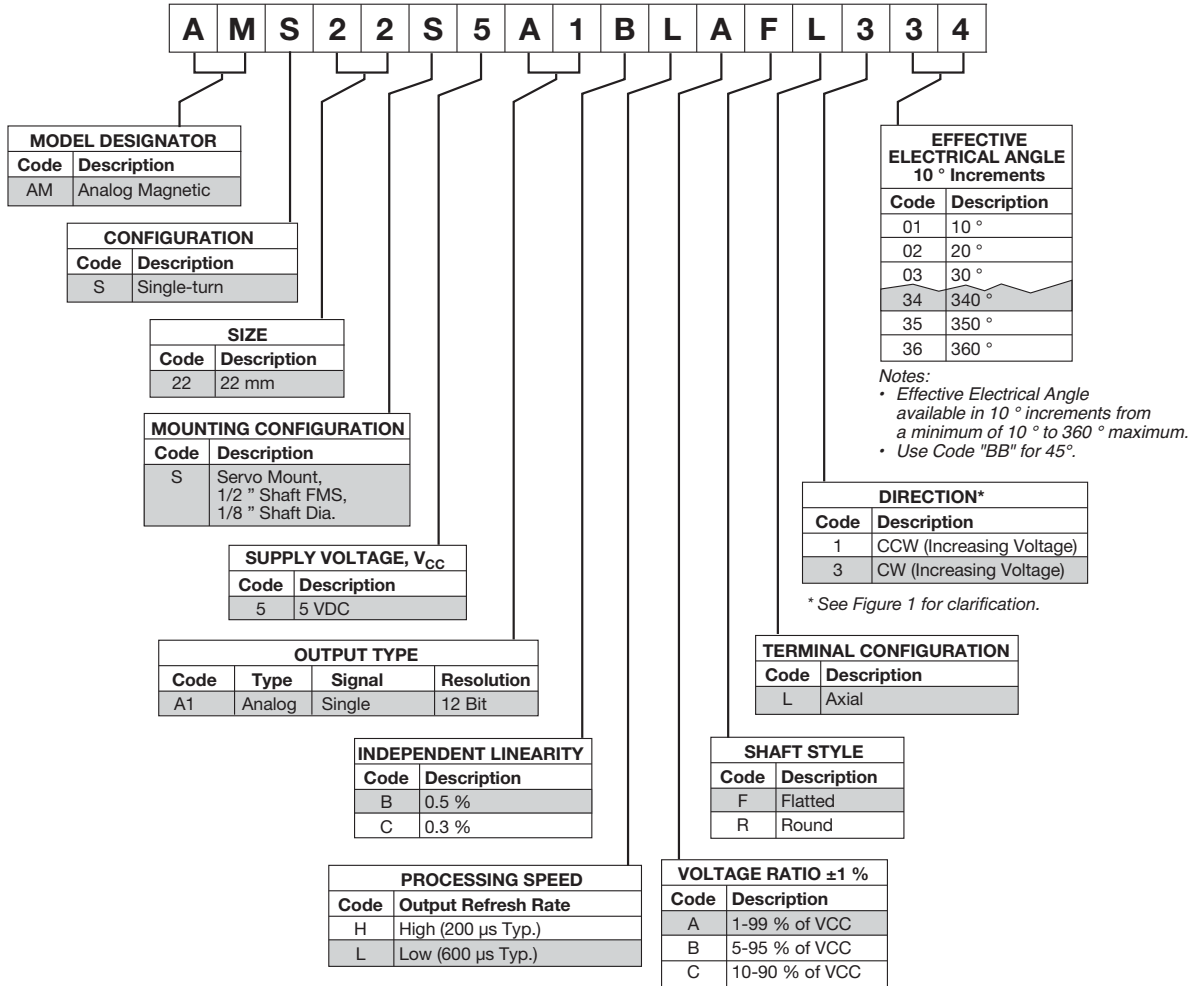 A M S 2 2 S 5 A 1 B L A F L 3 3 4
MODEL DESIGNATOR
Code Description
AM Analog Magnetic
CONFIGURATION
Code Description
S Single-turn
SIZE
Code Description
22 22 mm
MOUNTING CONFIGURATION
Code Description
S Servo Mount,
1/2 ” Shaft FMS,
1/8 ” Shaft Dia.
SUPPLY VOLTAGE, VCC
Code Description
5 5 VDC
OUTPUT TYPE
Code Type Signal Resolution
A1 Analog Single 12 Bit
INDEPENDENT LINEARITY
Code Description
B 0.5 %
C 0.3 %
PROCESSING SPEED
Code Output Refresh Rate
H High (200 µs Typ.)
L Low (600 µs Typ.)
VOLTAGE RATIO ±1 %
Code Description
A 1-99 % of VCC
B 5-95 % of VCC
C 10-90 % of VCC
SHAFT STYLE
Code Description
F Flatted
R Round
TERMINAL CONFIGURATION
Code Description
L Axial
DIRECTION*
Code Description
1 CCW (Increasing Voltage)
3 CW (Increasing Voltage)
* See Figure 1 for clarification.
EFFECTIVE
ELECTRICAL ANGLE
10 ° Increments
Code Description
01 10 °
02 20 °
03 30 °
34 340 °
35 350 °
36 360 °
Notes:
• Effective Electrical Angle
available in 10 ° increments from
a minimum of 10 ° to 360 ° maximum.
• Use Code "BB" for 45°.